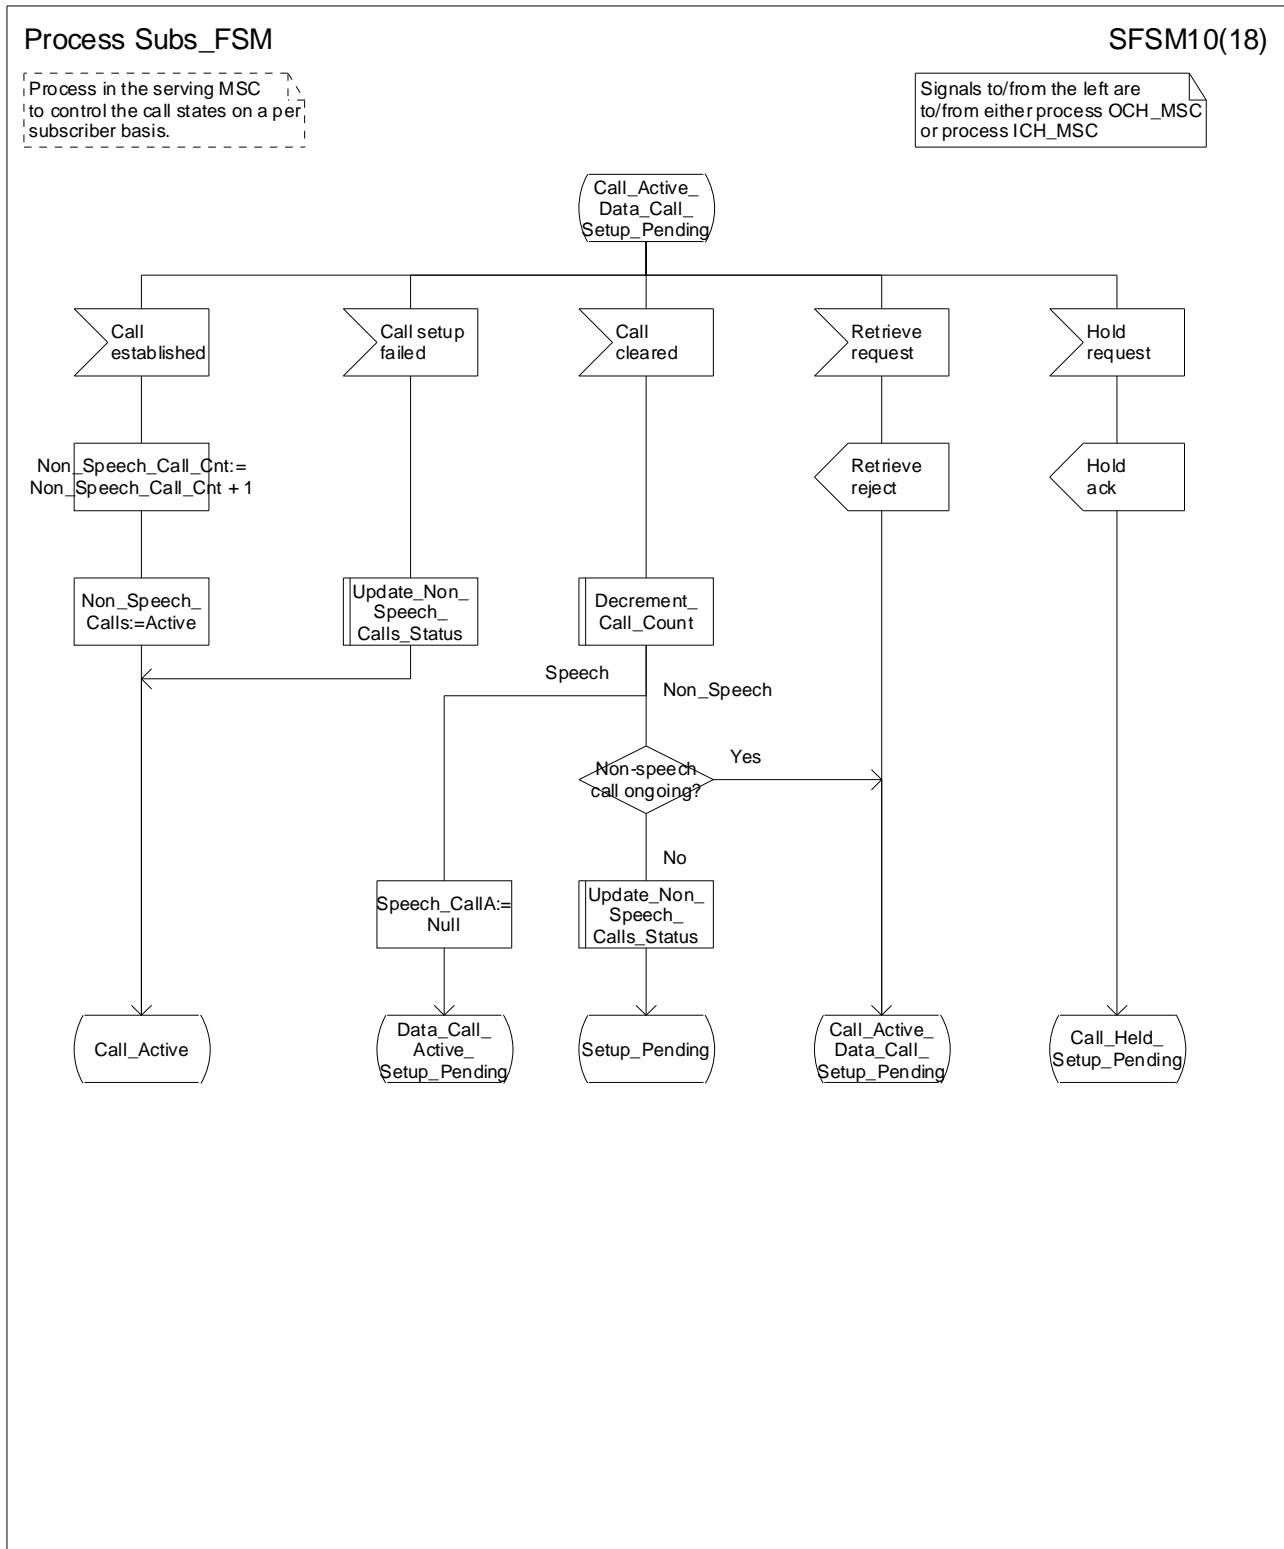 Process Subs_FSM
SFSM10(18)
Process in the serving MSC
to control the call states on a per
subscriber basis.
Signals to/from the left are
to/from either process OCH_MSC
or process ICH_MSC
Call_Active_
Data_Call_
Setup_Pending
Call
established
Call setup
failed
Call
cleared
Retrieve
request
Hold
request
Non_Speech_Call_Cnt:=
Non_Speech_Call_Cnt + 1
Retrieve
reject
Hold
ack
Non_Speech_
Calls:=Active
Update_Non_
Speech_
Calls_Status
Decrement_
Call_Count
Speech
Non_Speech
Non-speech
call ongoing?
Yes
No
Speech_CallA:=
Null
Update_Non_
Speech_
Calls_Status
Call_Active
Data_Call_
Active_
Setup_Pending
Setup_Pending
Call_Active_
Data_Call_
Setup_Pending
Call_Held_
Setup_Pending